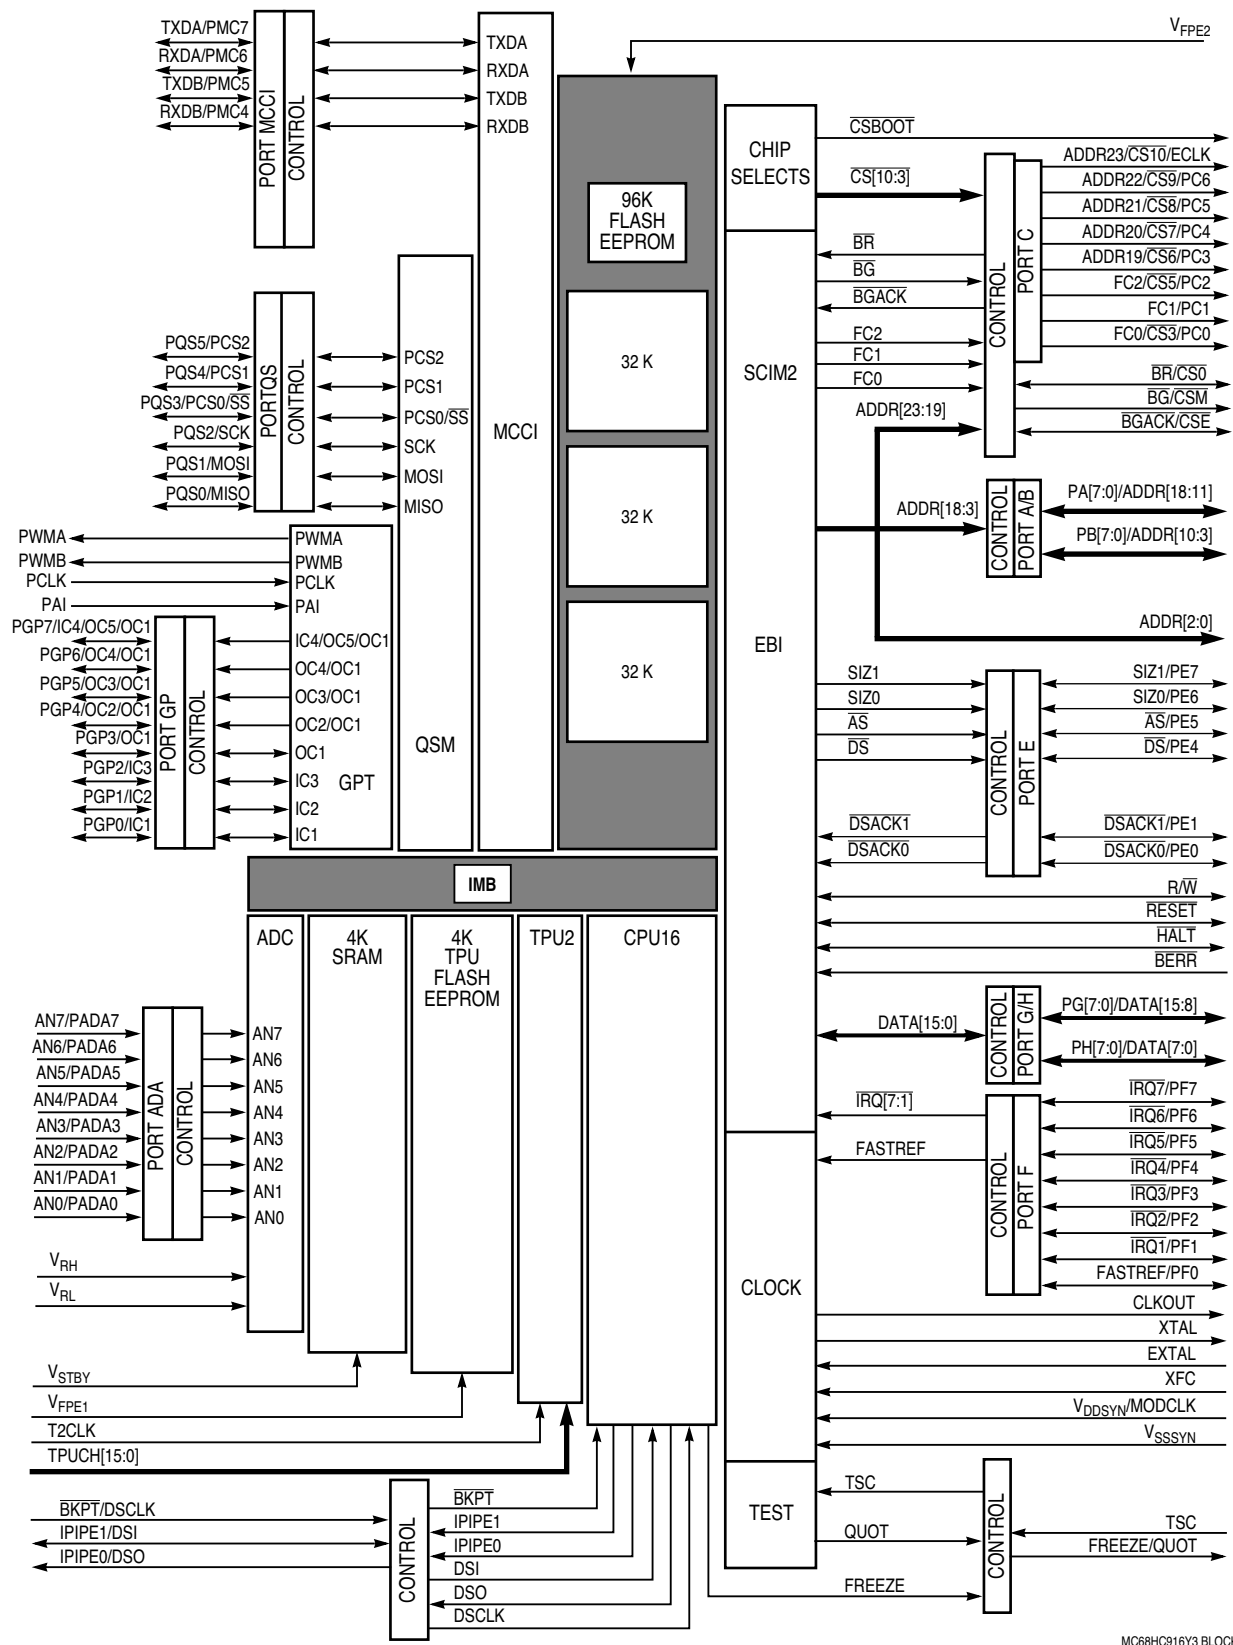 TXDA/PMC7
RXDA/PMC6
TXDB/PMC5
RXDB/PMC4
PORT MCCI
CONTROL
TXDA
RXDA
TXDB
RXDB
MCCI
VFPE2
96K
FLASH
EEPROM
32 K
32 K
32 K
CHIP
SELECTS
SCIM2
EBI
CLOCK
TEST
CSBOOT
CS[10:3]
BR
BG
BGACK
FC2
FC1
FC0
ADDR[23:19]
CONTROL
PORT C
ADDR23/CS10/ECLK
ADDR22/CS9/PC6
ADDR21/CS8/PC5
ADDR20/CS7/PC4
ADDR19/CS6/PC3
FC2/CS5/PC2
FC1/PC1
FC0/CS3/PC0
BR/CS0
BG/CSM
BGACK/CSE
PQS5/PCS2
PQS4/PCS1
PQS3/PCS0/SS
PQS2/SCK
PQS1/MOSI
PQS0/MISO
PORTQS
CONTROL
PCS2
PCS1
PCS0/SS
SCK
MOSI
MISO
QSM
ADDR[18:3]
CONTROL
PORT A/B
PA[7:0]/ADDR[18:11]
PB[7:0]/ADDR[10:3]
ADDR[2:0]
PWMA
PWMB
PCLK
PAI
PWMA
PWMB
PCLK
PAI
PGP7/IC4/OC5/OC1
PGP6/OC4/OC1
PGP5/OC3/OC1
PGP4/OC2/OC1
PGP3/OC1
PGP2/IC3
PGP1/IC2
PGP0/IC1
PORT GP
CONTROL
IC4/OC5/OC1
OC4/OC1
OC3/OC1
OC2/OC1
OC1
IC3
IC2
IC1
GPT
SIZ1
SIZ0
AS
DS
DSACK1
DSACK0
CONTROL
PORT E
SIZ1/PE7
SIZ0/PE6
AS/PE5
DS/PE4
DSACK1/PE1
DSACK0/PE0
R/W
RESET
HALT
BERR
IMB
ADC
4K
SRAM
4K
TPU
FLASH
EEPROM
TPU2
CPU16
AN7/PADA7
AN6/PADA6
AN5/PADA5
AN4/PADA4
AN3/PADA3
AN2/PADA2
AN1/PADA1
AN0/PADA0
PORT ADA
CONTROL
AN7
AN6
AN5
AN4
AN3
AN2
AN1
AN0
VRH
VRL
DATA[15:0]
CONTROL
PORT G/H
PG[7:0]/DATA[15:8]
PH[7:0]/DATA[7:0]
IRQ[7:1]
FASTREF
CONTROL
PORT F
IRQ7/PF7
IRQ6/PF6
IRQ5/PF5
IRQ4/PF4
IRQ3/PF3
IRQ2/PF2
IRQ1/PF1
FASTREF/PF0
CLKOUT
XTAL
EXTAL
XFC
VDDSYN/MODCLK
VSSSYN
VSTBY
VFPE1
T2CLK
TPUCH[15:0]
BKPT/DSCLK
IPIPE1/DSI
IPIPE0/DSO
CONTROL
BKPT
IPIPE1
IPIPE0
DSI
DSO
DSCLK
TSC
QUOT
FREEZE
CONTROL
TSC
FREEZE/QUOT
MC68HC916Y3 BLOCK